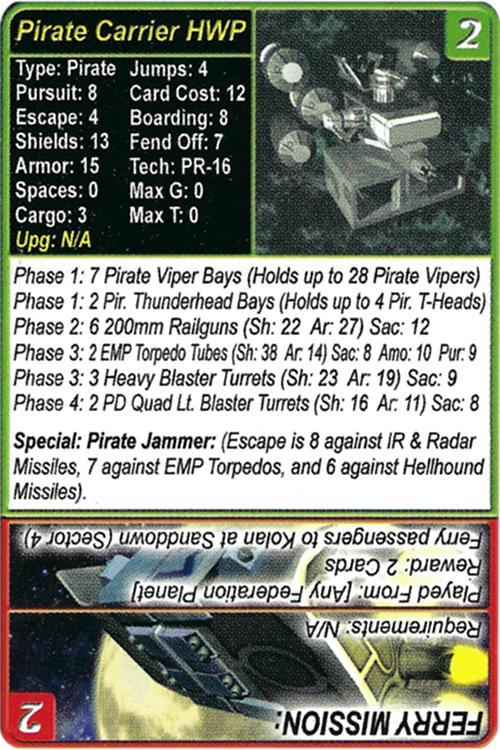 Pirate Carrier HWP
2
Type: Pirate Jumps: 4
Pursuit: 8 Card Cost: 12
Escape: 4 Boarding: 8
Shields: 13 Fend Off: 7
Armor: 15 Tech: PR-16
Spaces: 0 Max G: 0
Cargo: 3 Max T: 0
Upg: N/A
Phase 1: 7 Pirate Viper Bays (Holds up to 28 Pirate Vipers)
Phase 1: 2 Pir. Thunderhead Bays (Holds up to 4 Pir. T-Heads)
Phase 2: 6 200mm Railguns (Sh: 22 Ar: 27) Sac: 12
Phase 3: 2 EMP Torpedo Tubes (Sh: 38 Ar: 14) Sac: 8 Amo: 10 Pur: 9
Phase 3: 3 Heavy Blaster Turrets (Sh: 23 Ar: 19) Sac: 9
Phase 4: 2 PD Quad Lt. Blaster Turrets (Sh: 16 Ar: 11) Sac: 8
Special: Pirate Jammer: (Escape is 8 against IR & Radar
Missiles, 7 against EMP Torpedos, and 6 against Hellhound
Missiles).
FERRY MISSION:
2
Requirements: N/A
Played From: [Any Federation Planet]
Reward: 2 Cards
Ferry passengers to Kolan at Sanddown (Sector 4)